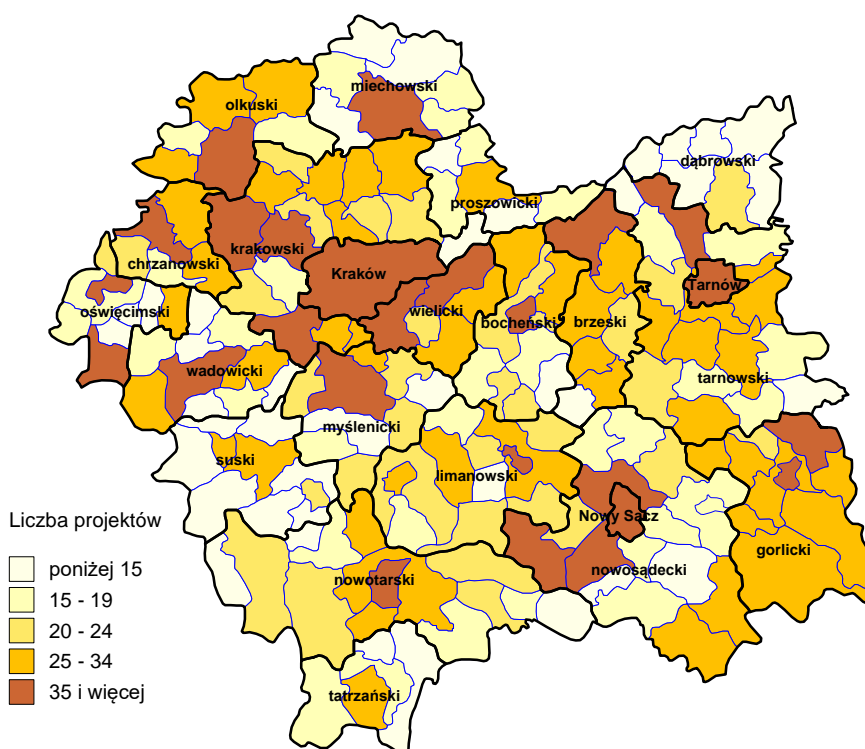 miechowski
olkuski
dąbrowski
proszowicki
krakowski
chrzanowski
Kraków
Tarnów
oświęcimski
wielicki
bocheński
brzeski
wadowicki
tarnowski
myślenicki
suski
limanowski
Nowy Sącz
Liczba projektów
gorlicki
poniżej 15
nowotarski
nowosądecki
15 - 19
20 - 24
25 - 34
35 i więcej
tatrzański